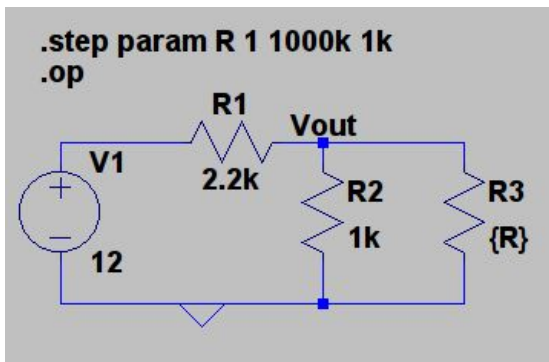 .step param R 1 1000k 1k
.op
R1
Vout
V1
2.2k
R2
R3
1k
{R}
12